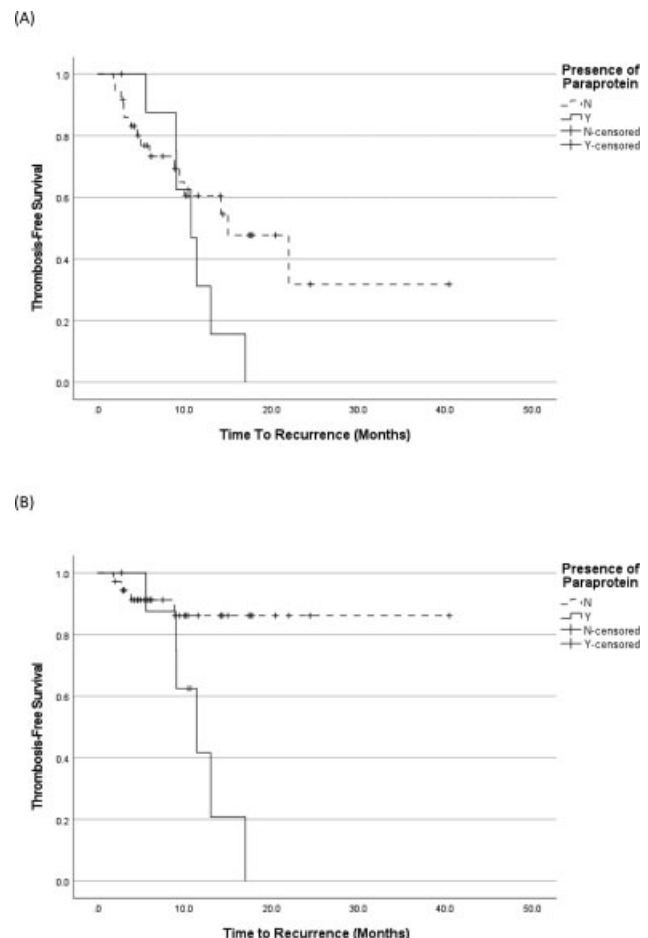 (A)
Presence of
Paraprotein
N
Y
N-censored
Y-censored
1.0
0.8
0.6
0.4
0.2
0.0
Thrombosis-Free Survival
.0 10.0 20.0 30.0 40.0 50.0
Time To Recurrence (Months)
(B)
Presence of
Paraprotein
N
Y
N-censored
Y-censored
1.0
0.8
0.6
0.4
0.2
0.0
Thrombosis-Free Survival
.0 10.0 20.0 30.0 40.0 50.0
Time to Recurrence (Months)